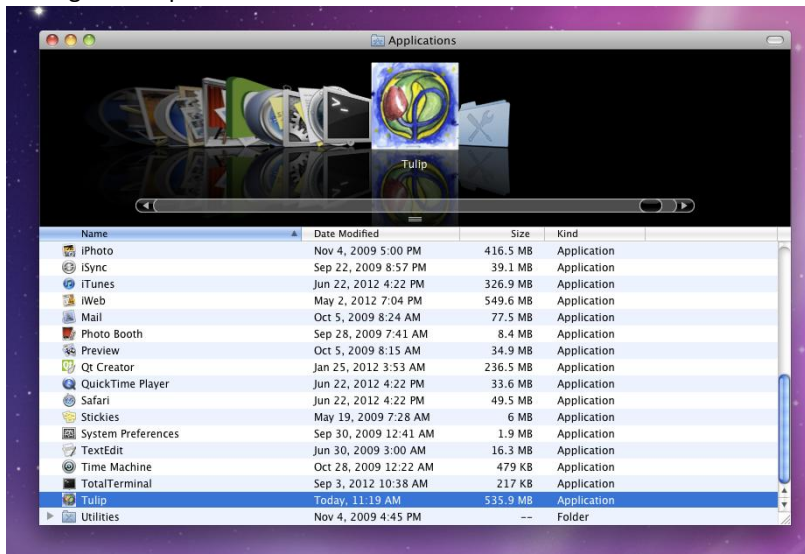 Applications
Tulip
Name Date Modified Size Kind
iPhoto Nov 4, 2009 5:00 PM 416.5 MB Application
iSync Sep 22, 2009 8:57 PM 39.1 MB Application
iTunes Jun 22, 2012 4:22 PM 326.9 MB Application
iWeb May 2, 2012 7:04 PM 549.6 MB Application
Mail Oct 5, 2009 8:24 AM 77.5 MB Application
Photo Booth Sep 28, 2009 7:41 AM 8.4 MB Application
Preview Oct 5, 2009 8:15 AM 34.9 MB Application
Qt Creator Jan 25, 2012 3:53 AM 236.5 MB Application
QuickTime Player Jun 22, 2012 4:22 PM 33.6 MB Application
Safari Jun 22, 2012 4:22 PM 49.5 MB Application
Stickies May 19, 2009 7:28 AM 6 MB Application
System Preferences Sep 30, 2009 12:41 AM 1.9 MB Application
TextEdit Jun 30, 2009 3:00 AM 16.3 MB Application
Time Machine Oct 28, 2009 12:22 AM 479 KB Application
TotalTerminal Sep 3, 2012 10:38 AM 217 KB Application
Tulip Today, 11:19 AM 535.9 MB Application
Utilities Nov 4, 2009 4:45 PM -- Folder